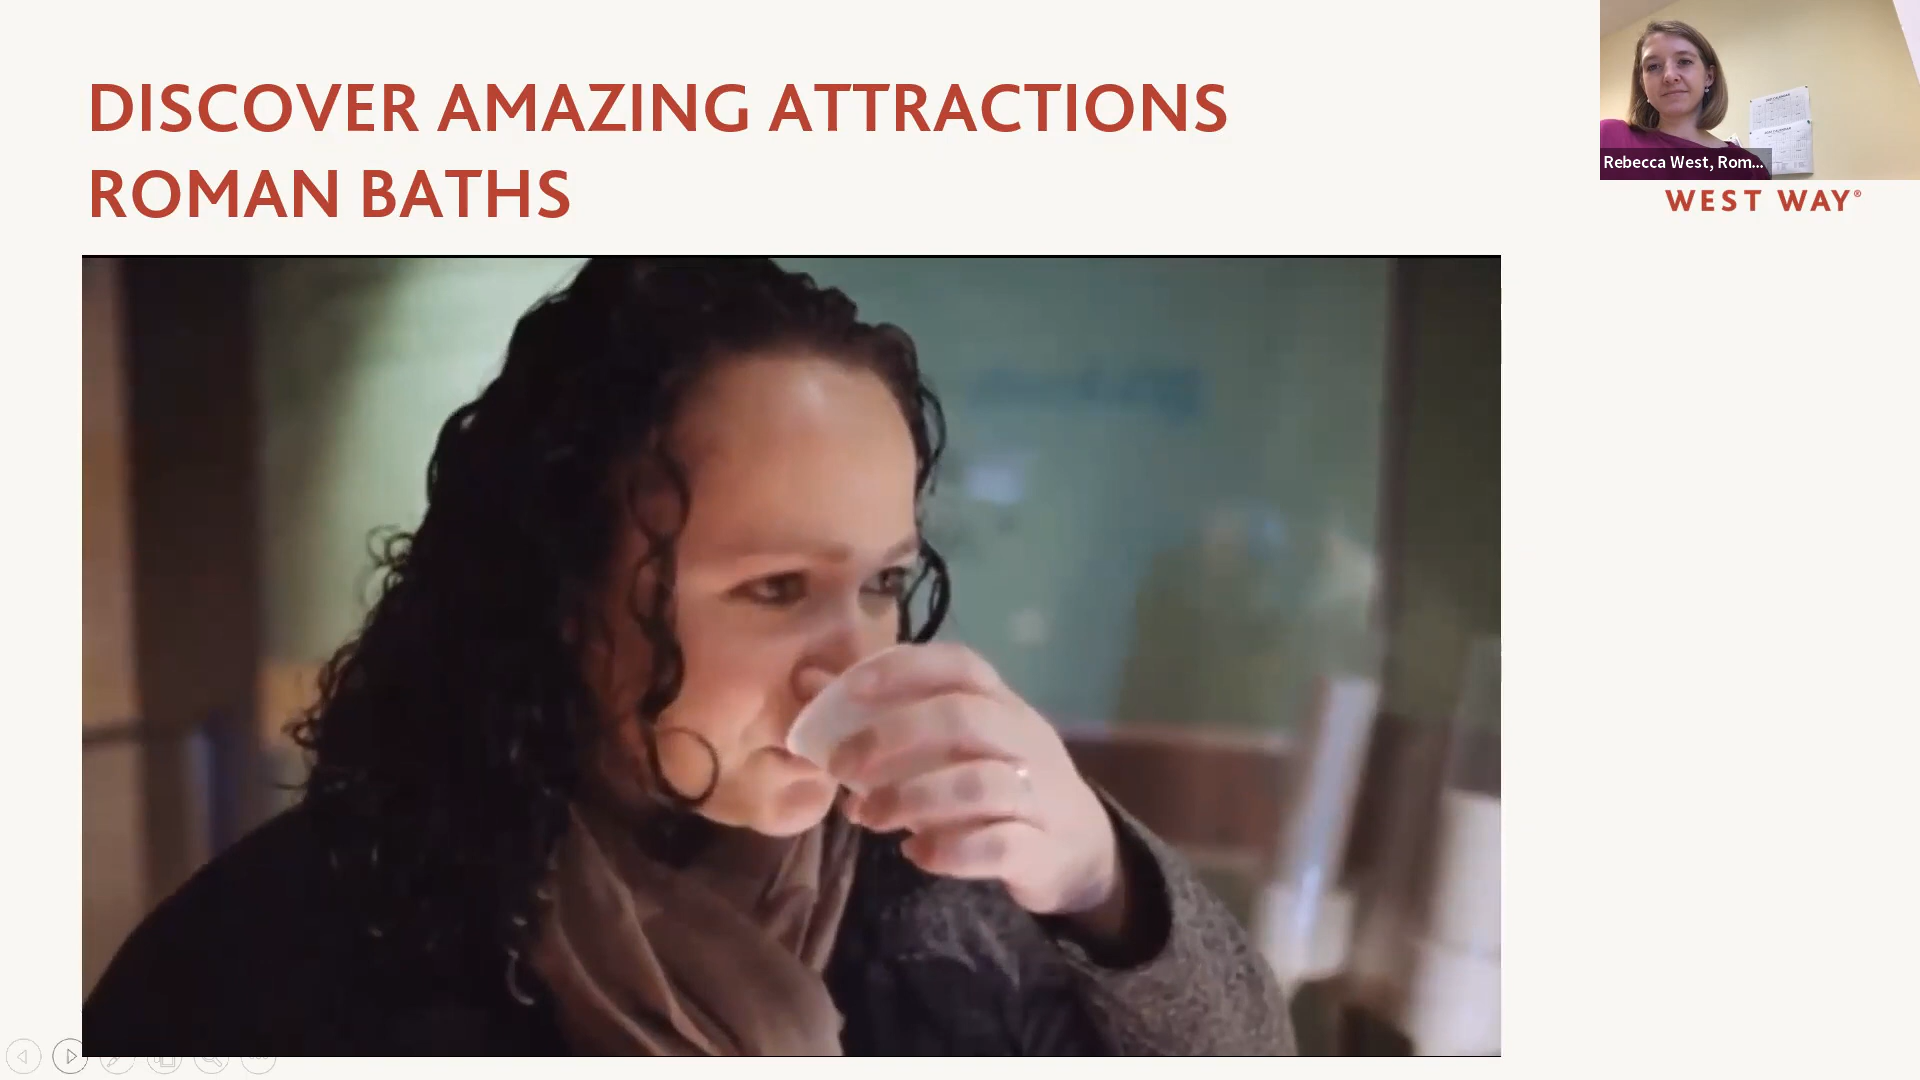 DISCOVER AMAZING ATTRACTIONS
ROMAN BATHS
Rebecca West, Rom...
WEST WAY®